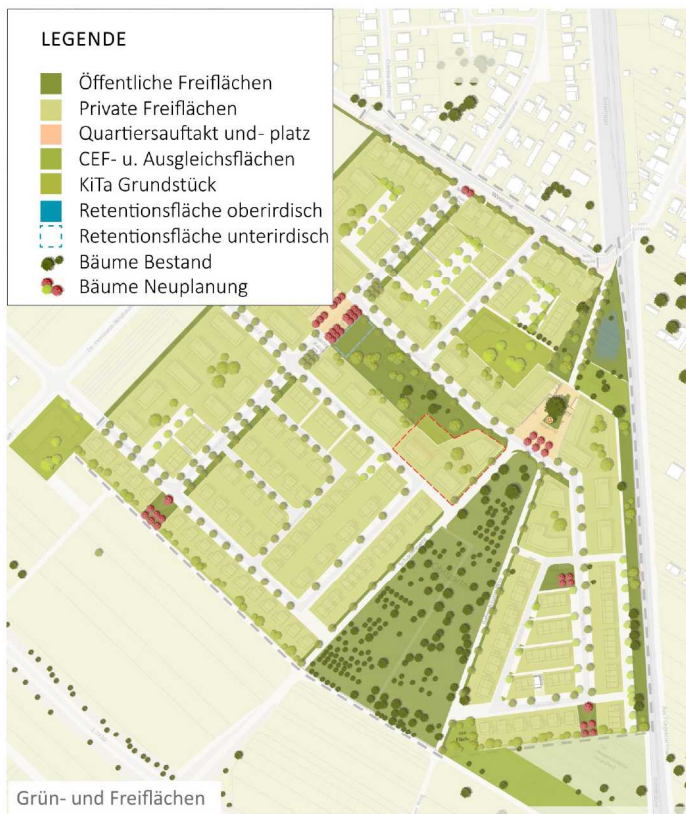 LEGENDE
Öffentliche Freiflächen
Private Freiflächen
Quartiersauftakt und- platz
CEF- u. Ausgleichsflächen
KiTa Grundstück
Retentionsfläche oberirdisch
Retentionsfläche unterirdisch
Bäume Bestand
Bäume Neuplanung
Grün- und Freiflächen